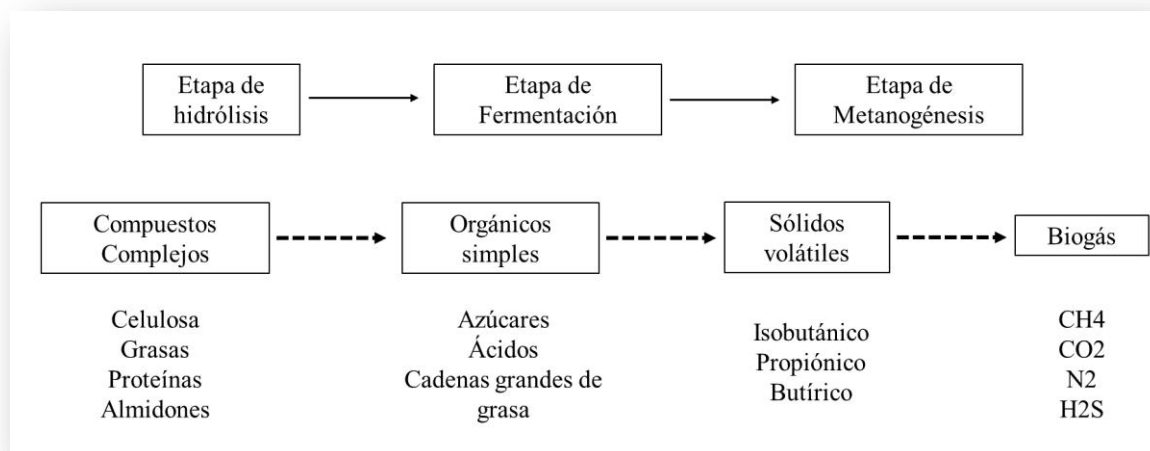 Etapa de
hidrólisis
Etapa de
Fermentación
Etapa de
Metanogénesis
Compuestos
Complejos
Orgánicos
simples
Sólidos
volátiles
Biogás
Celulosa
Grasas
Proteínas
Almidones
Azúcares
Ácidos
Cadenas grandes de
grasa
Isobutánico
Propiónico
Butírico
CH4
CO2
N2
H2S